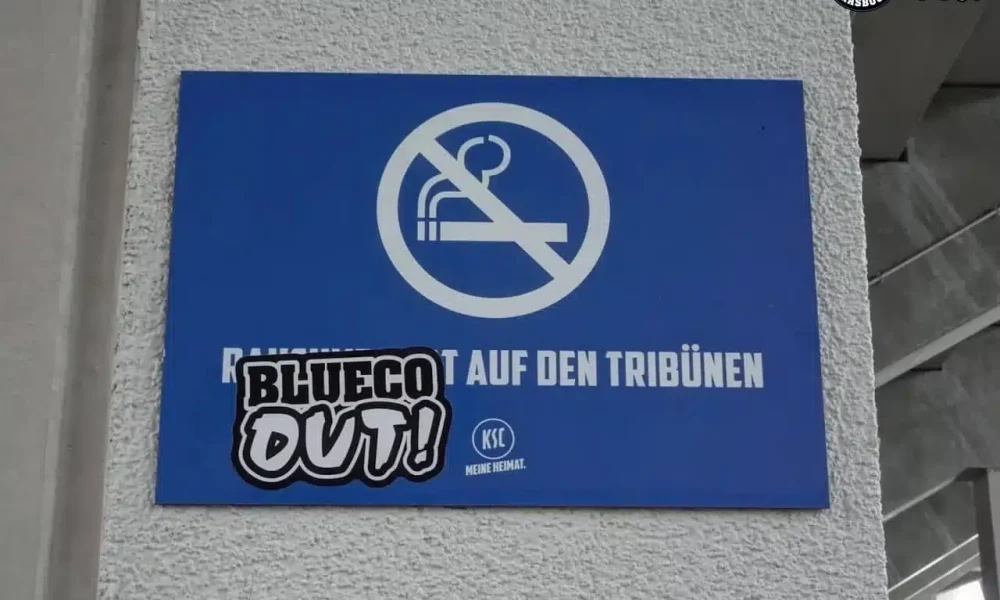 AUF DEN TRIBÜNEN
BLUECO
OUT!
KSC
MEINE HEIMAT.